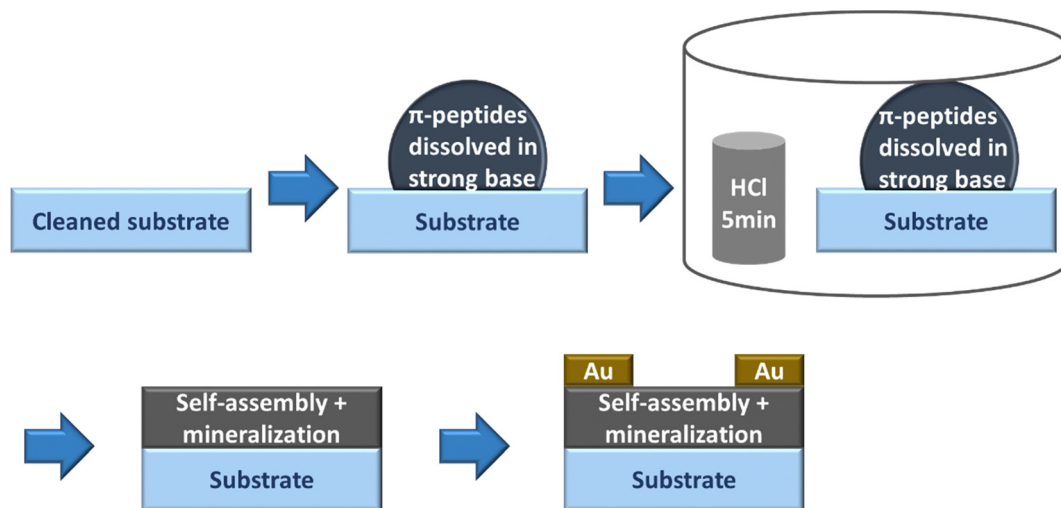 Cleaned substrate
π-peptides
dissolved in
strong base
Substrate
HCl
5min
π-peptides
dissolved in
strong base
Substrate
Self-assembly +
mineralization
Substrate
Au
Au
Self-assembly +
mineralization
Substrate